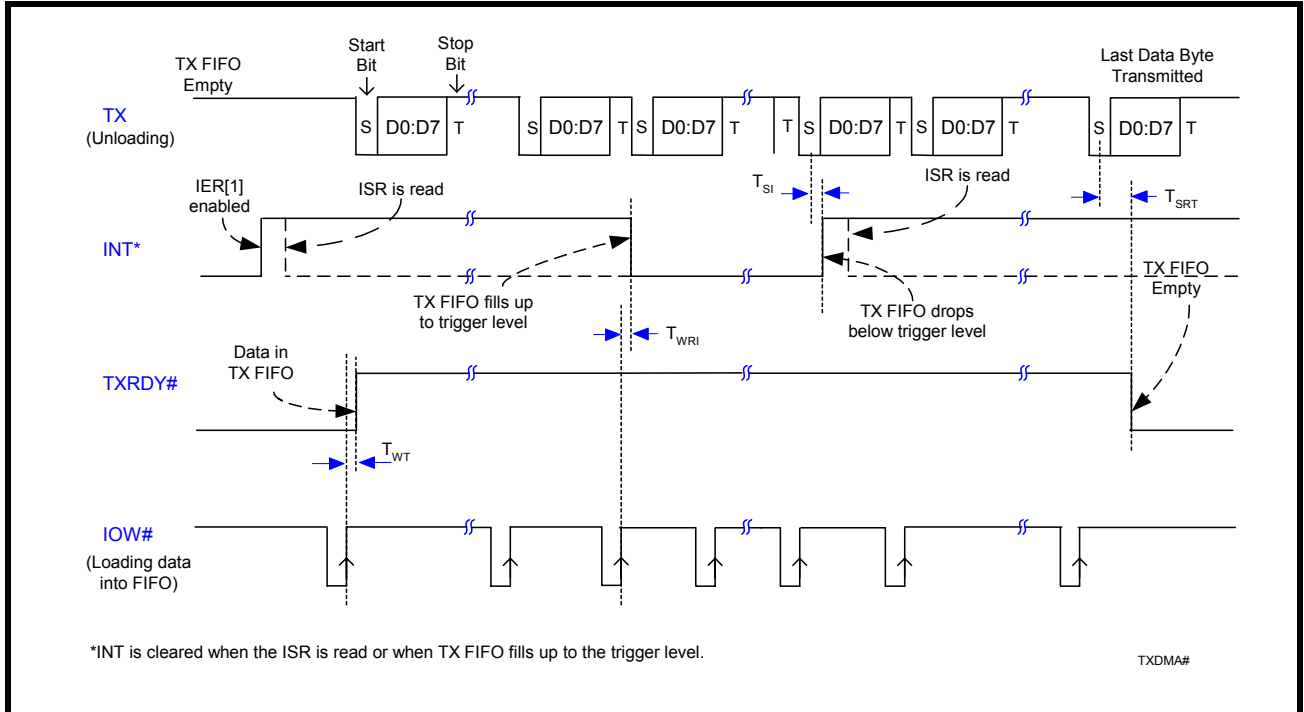 Start
Bit
Stop
Bit
TX FIFO
Empty
Last Data Byte
Transmitted
TX
(Unloading)
S D0:D7 T S D0:D7 T S D0:D7 T T S D0:D7 T S D0:D7 T S D0:D7 T
IER[1]
enabled
ISR is read
TSI
ISR is read
TSRT
INT*
TX FIFO fills up
to trigger level
TX FIFO drops
below trigger level
TX FIFO
Empty
TWRI
Data in
TX FIFO
TXRDY#
TWT
IOW#
(Loading data
into FIFO)
*INT is cleared when the ISR is read or when TX FIFO fills up to the trigger level.
TXDMA#